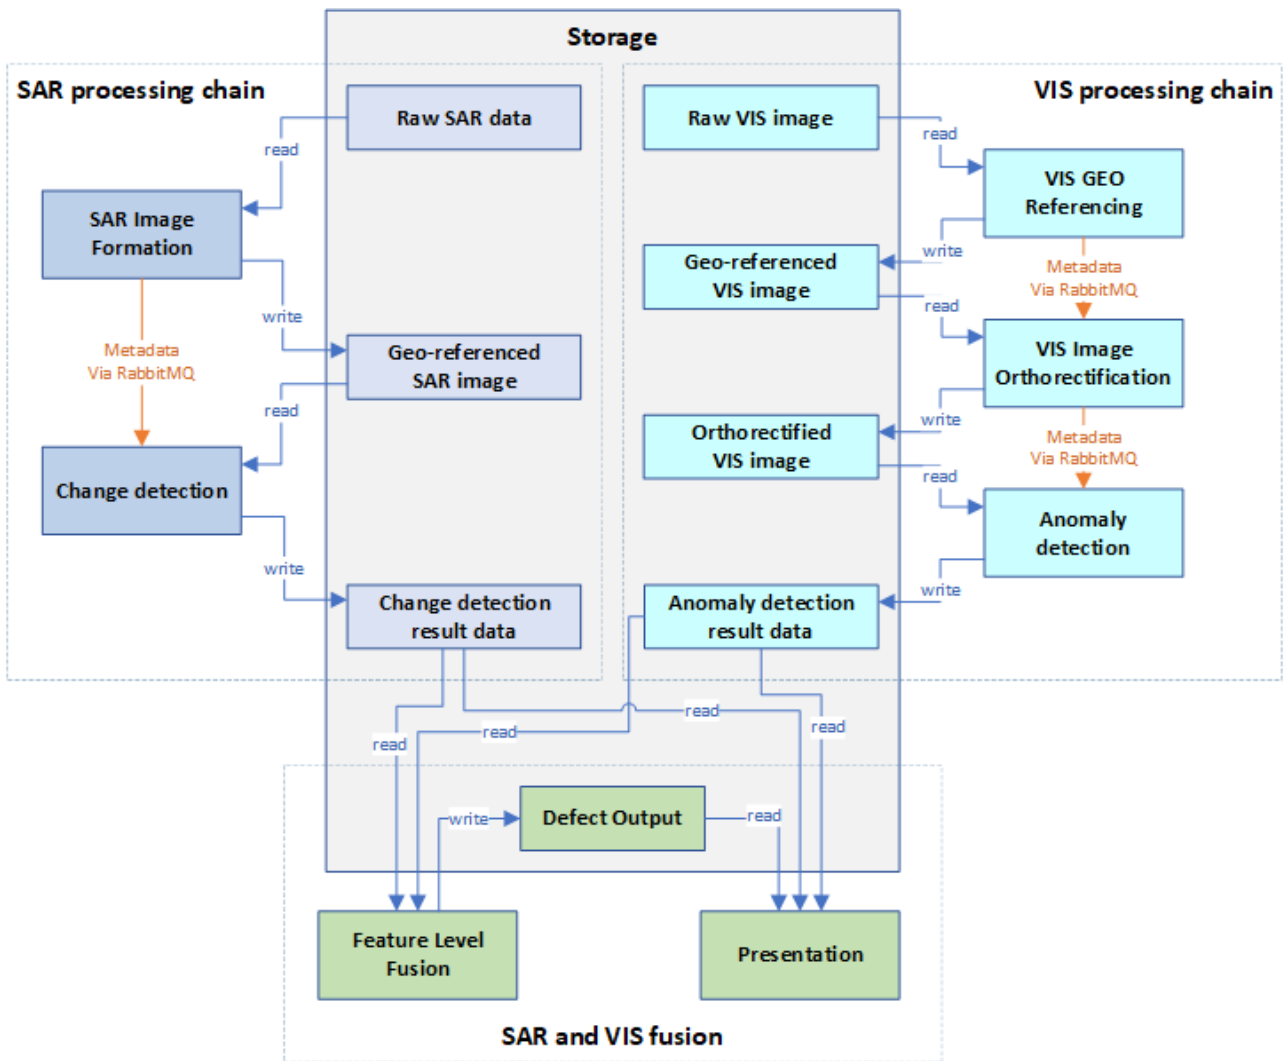 Storage
SAR processing chain
VIS processing chain
Raw SAR data
Raw VIS image
read
read
VIS GEO
Referencing
SAR Image
Formation
write
Geo-referenced
VIS image
Metadata
Via RabbitMQ
read
write
Geo-referenced
SAR image
Metadata
Via RabbitMQ
VIS Image
Orthorectification
read
write
Orthorectified
VIS image
Metadata
Via RabbitMQ
read
Change detection
Anomaly
detection
write
write
Change detection
result data
Anomaly detection
result data
read
read
read
read
write
Defect Output
read
Feature Level
Fusion
Presentation
SAR and VIS fusion